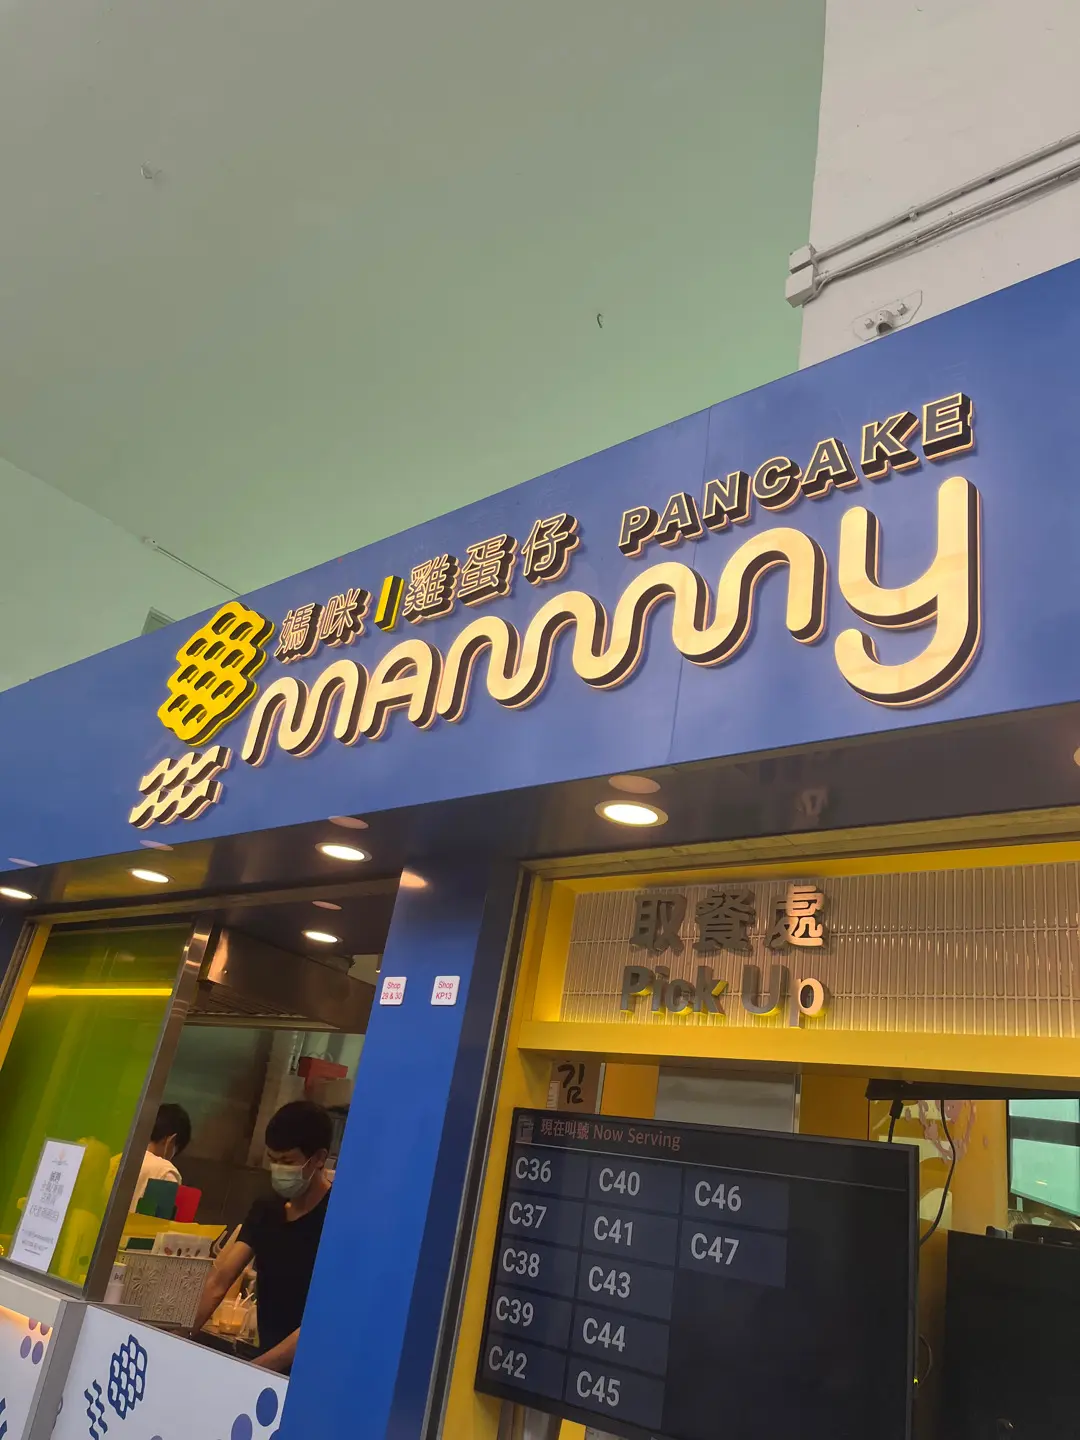 媽咪 | 雞蛋仔 PANCAKE
mammy
取餐處
Pick Up
Shop
29 & 30
Shop
KP13
김
現在叫號 Now Serving
C36 C40 C46
C37 C41 C47
C38 C43
C39 C44
C42 C45